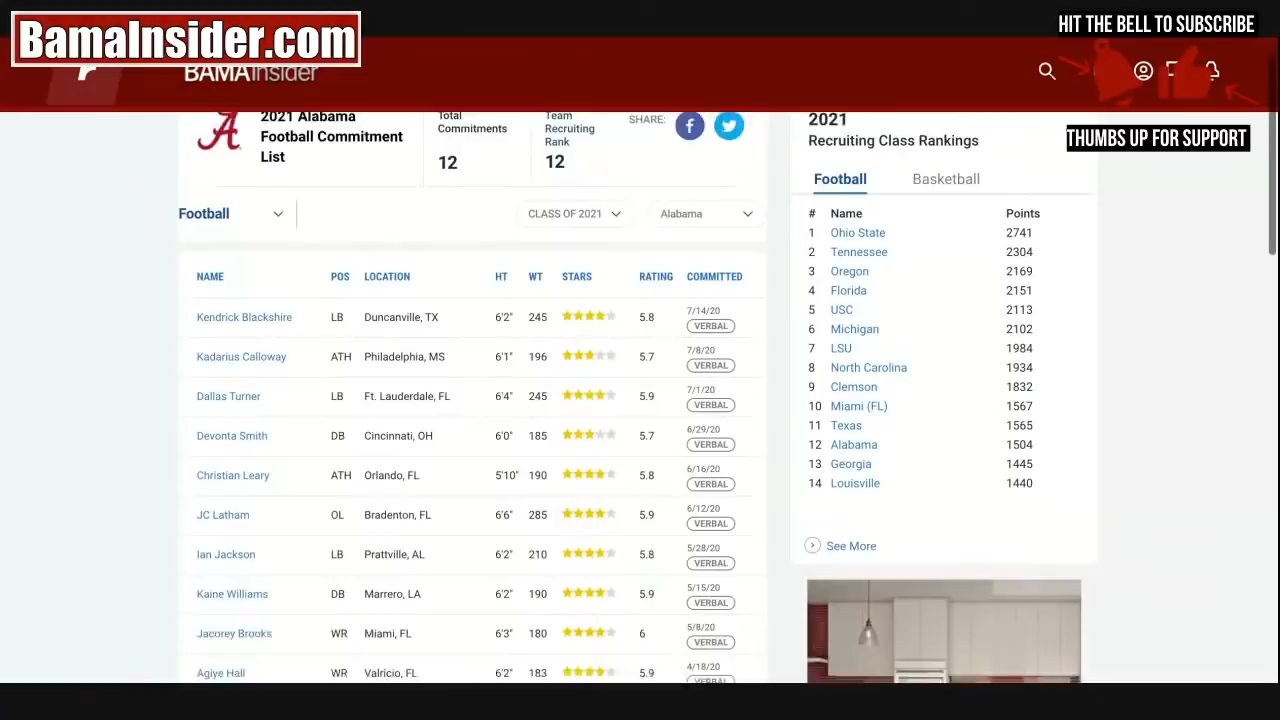 BamaInsider.com
HIT THE BELL TO SUBSCRIBE
BAMAInsider
THUMBS UP FOR SUPPORT
2021 Alabama
Football Commitment
List
Total
Commitments
12
Team
Recruiting
Rank
12
SHARE:
Football
CLASS OF 2021
Alabama
NAME POS LOCATION HT WT STARS RATING COMMITTED
Kendrick Blackshire LB Duncanville, TX 6'2" 245 5.8 7/14/20
VERBAL
Kadarius Calloway ATH Philadelphia, MS 6'1" 196 5.7 7/8/20
VERBAL
Dallas Turner LB Ft. Lauderdale, FL 6'4" 245 5.9 7/1/20
VERBAL
Devonta Smith DB Cincinnati, OH 6'0" 185 5.7 6/29/20
VERBAL
Christian Leary ATH Orlando, FL 5'10" 190 5.8 6/16/20
VERBAL
JC Latham OL Bradenton, FL 6'6" 285 5.9 6/12/20
VERBAL
Ian Jackson LB Prattville, AL 6'2" 210 5.8 5/28/20
VERBAL
Kaine Williams DB Marrero, LA 6'2" 190 5.9 5/15/20
VERBAL
Jacorey Brooks WR Miami, FL 6'3" 180 6 5/8/20
VERBAL
Agiye Hall WR Valricio, FL 6'2" 183 5.9 4/18/20
VERBAL
2021
Recruiting Class Rankings
Football Basketball
# Name Points
1 Ohio State 2741
2 Tennessee 2304
3 Oregon 2169
4 Florida 2151
5 USC 2113
6 Michigan 2102
7 LSU 1984
8 North Carolina 1934
9 Clemson 1832
10 Miami (FL) 1567
11 Texas 1565
12 Alabama 1504
13 Georgia 1445
14 Louisville 1440
See More